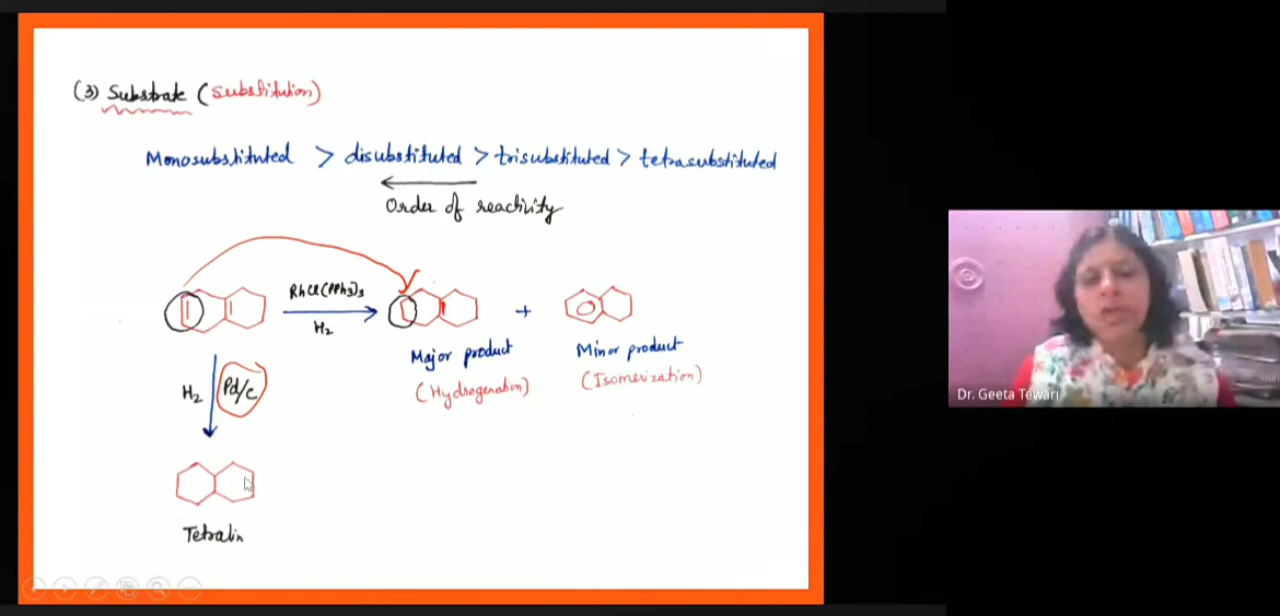 (3) Substrate (Substitution)
Monosubstituted > disubstituted > trisubstituted > tetrasubstituted
Order of reactivity
RhCl(PPh3)3
H2
+
Major product
Minor product
(Hydrogenation)
(Isomerization)
H2 Pd/C
Tetralin
Dr. Geeta Tewari